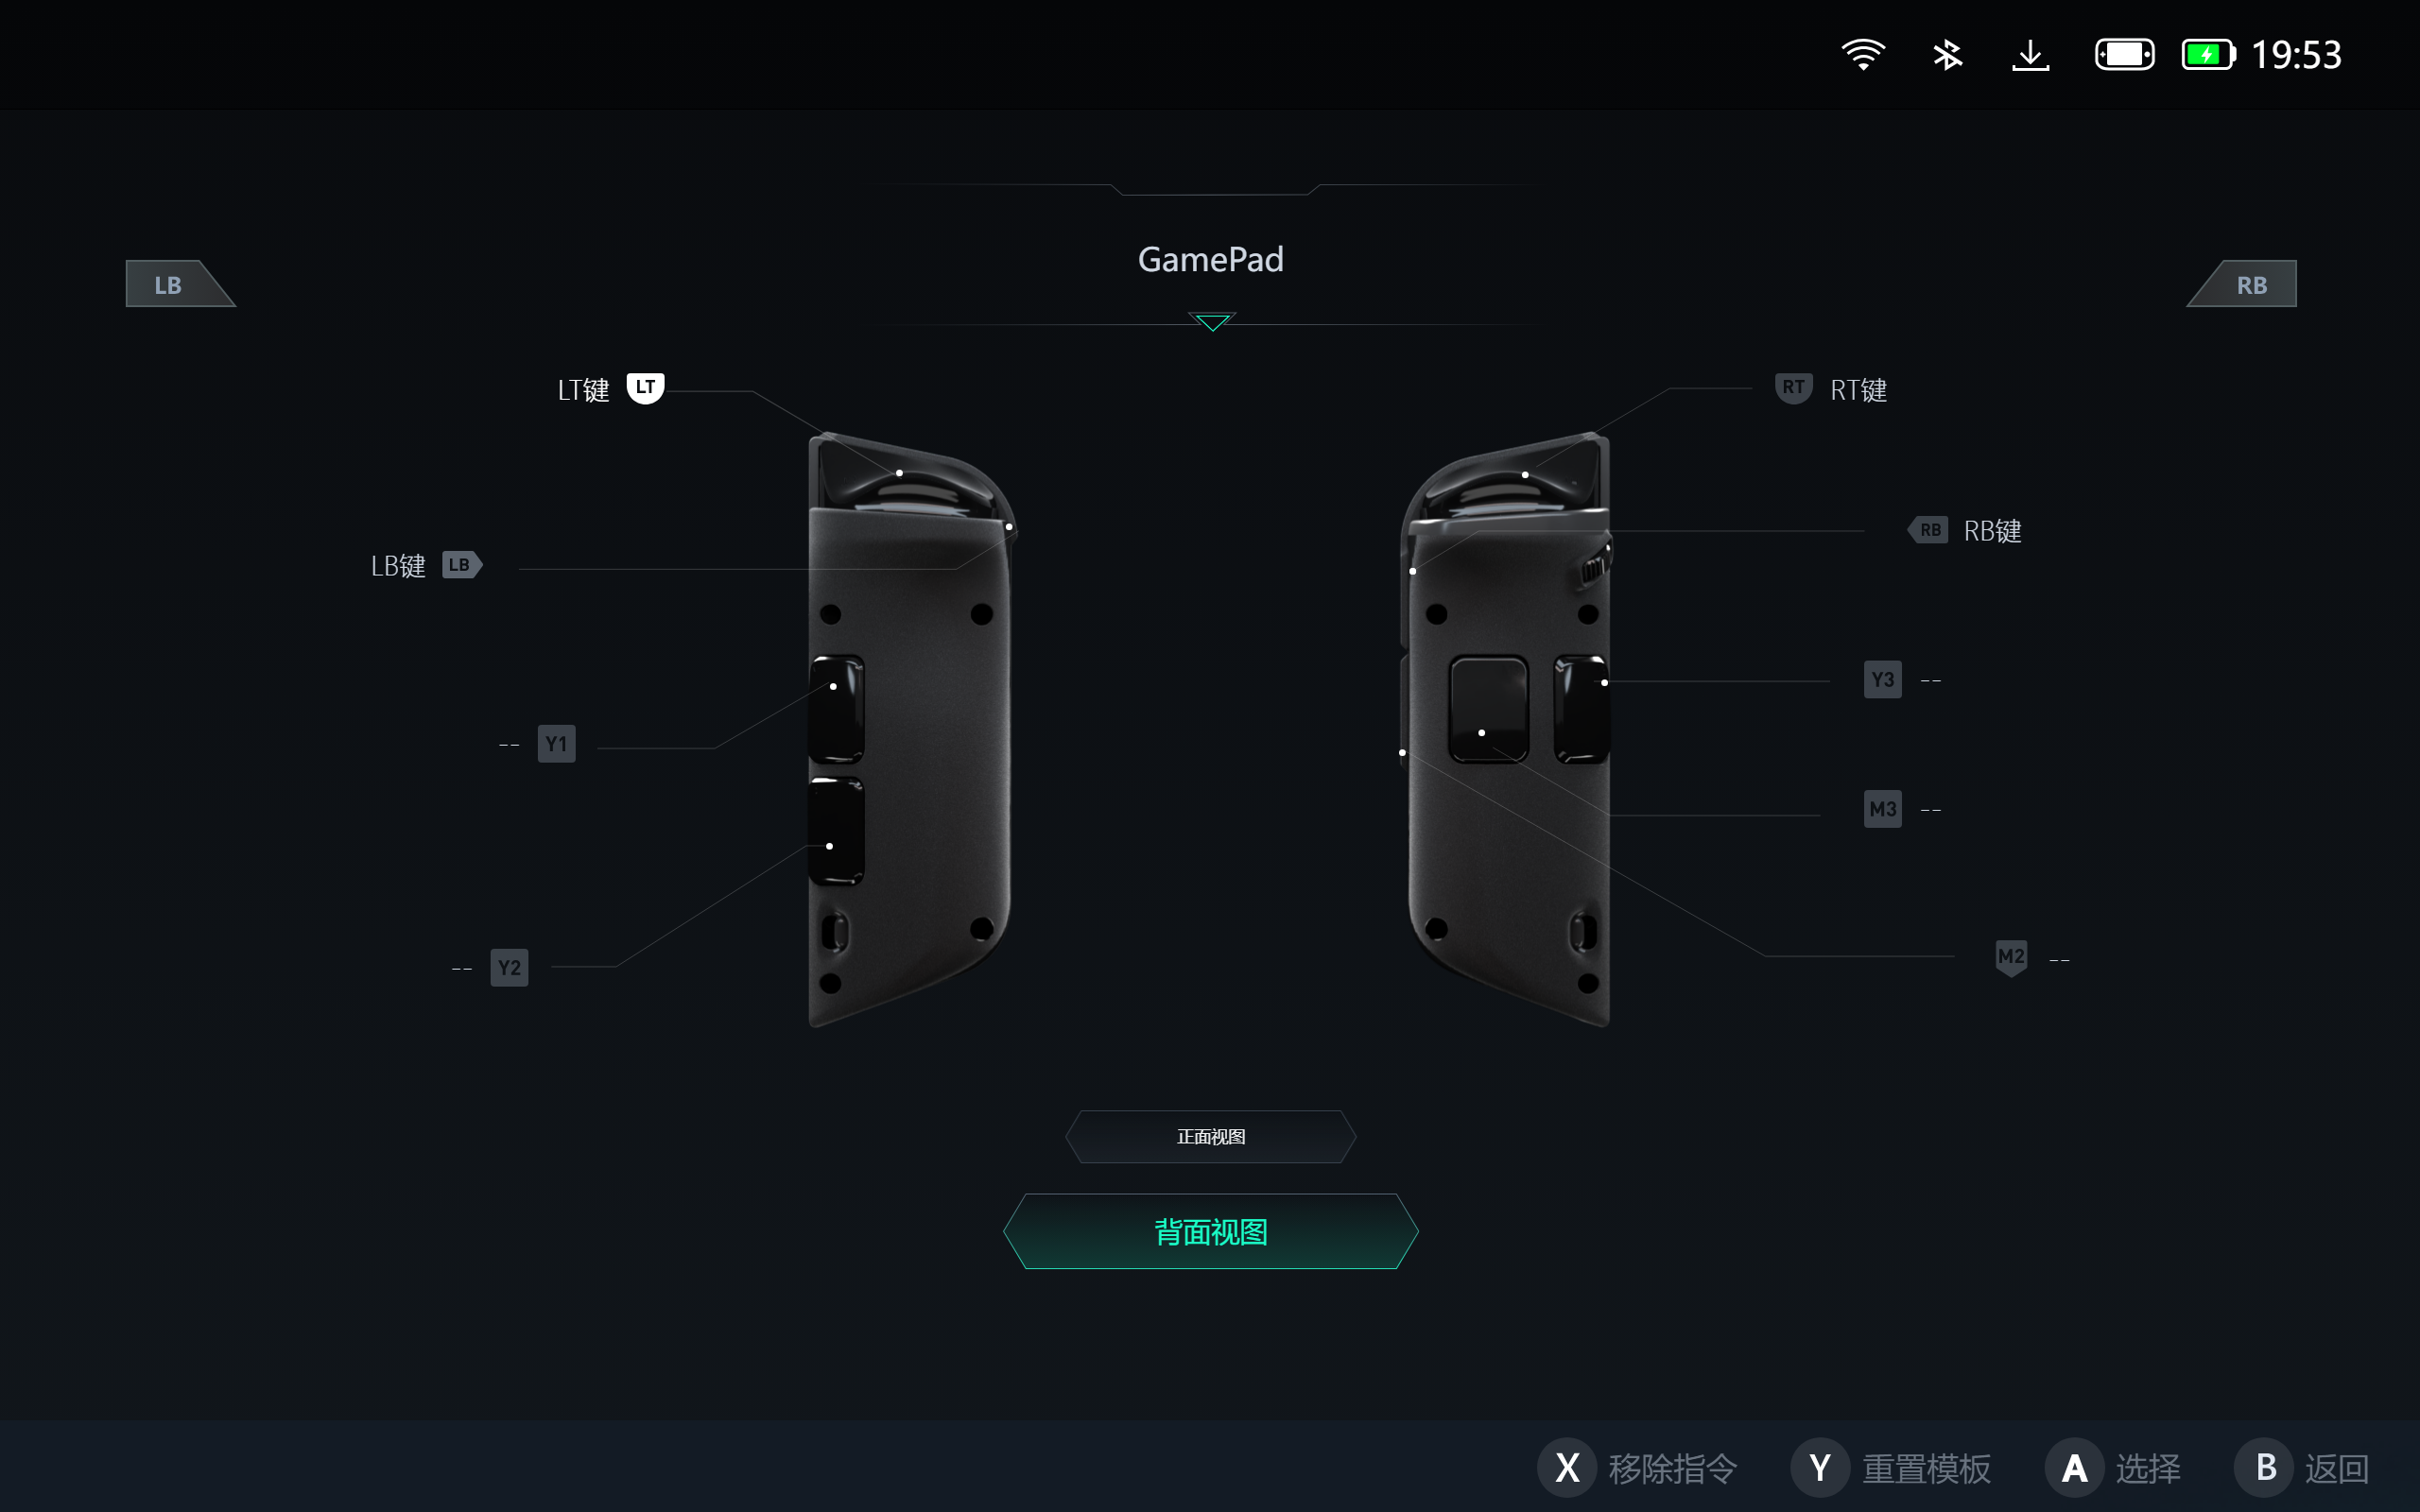 19:53
GamePad
LB
RB
LT键 LT
RT RT键
LB键 LB
RB RB键
Y3 --
-- Y1
M3 --
-- Y2
M2 --
正面视图
背面视图
X 移除指令 Y 重置模板 A 选择 B 返回